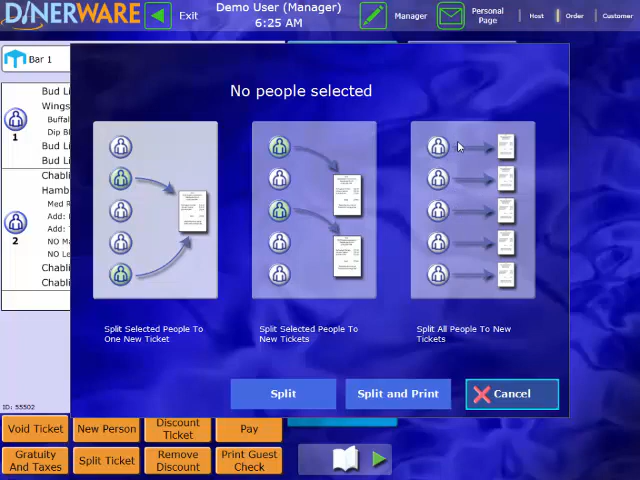 DINERWARE
Exit
Demo User (Manager)
6:25 AM
Manager
Personal
Page
Host
Order
Customer
Bar 1
No people selected
Bud Li
Wings
Buffal
Dip Bl
Bud Li
Bud Li
1
Chabli
Hamb
Med R
Add: 
Add: 
NO Ma
NO Le
Chabli
Chabli
2
Split Selected People To
One New Ticket
Split Selected People To
New Tickets
Split All People To New
Tickets
Split
Split and Print
Cancel
ID: 55502
Void Ticket
New Person
Discount
Ticket
Pay
Gratuity
And Taxes
Split Ticket
Remove
Discount
Print Guest
Check